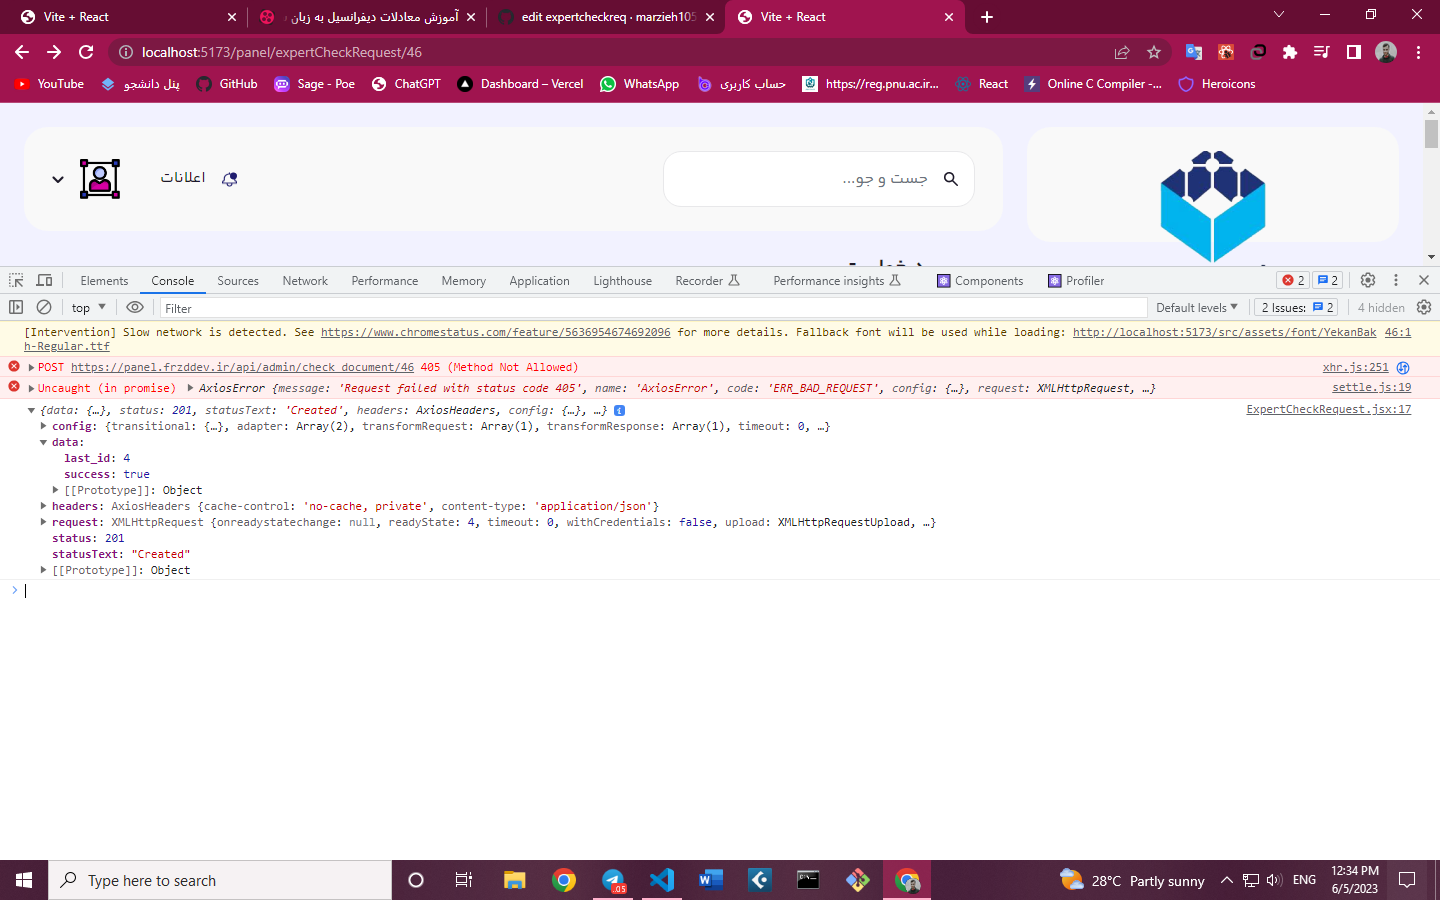 Vite + React
آموزش معادلات دیفرانسیل به زبان
edit expertcheckreq · marzieh105
Vite + React
localhost:5173/panel/expertCheckRequest/46
YouTube
پنل دانشجو
GitHub
Sage - Poe
ChatGPT
Dashboard – Vercel
WhatsApp
حساب کاربری
https://reg.pnu.ac.ir...
React
Online C Compiler -...
Heroicons
اعلانات
جست و جو...
Elements Console Sources Network Performance Memory Application Lighthouse Recorder Performance insights Components Profiler 2 2
top Filter Default levels 2 Issues: 2 4 hidden
[Intervention] Slow network is detected. See https://www.chromestatus.com/feature/5636954674692096 for more details. Fallback font will be used while loading: http://localhost:5173/src/assets/font/YekanBak 46:1
h-Regular.ttf
POST https://panel.frzddev.ir/api/admin/check_document/46 405 (Method Not Allowed) xhr.js:251
Uncaught (in promise) AxiosError {message: 'Request failed with status code 405', name: 'AxiosError', code: 'ERR_BAD_REQUEST', config: {…}, request: XMLHttpRequest, …} settle.js:19
{data: {…}, status: 201, statusText: 'Created', headers: AxiosHeaders, config: {…}, …} i ExpertCheckRequest.jsx:17
config: {transitional: {…}, adapter: Array(2), transformRequest: Array(1), transformResponse: Array(1), timeout: 0, …}
data:
last_id: 4
success: true
[[Prototype]]: Object
headers: AxiosHeaders {cache-control: 'no-cache, private', content-type: 'application/json'}
request: XMLHttpRequest {onreadystatechange: null, readyState: 4, timeout: 0, withCredentials: false, upload: XMLHttpRequestUpload, …}
status: 201
statusText: "Created"
[[Prototype]]: Object
Type here to search
.05
28°C Partly sunny
ENG
12:34 PM
6/5/2023